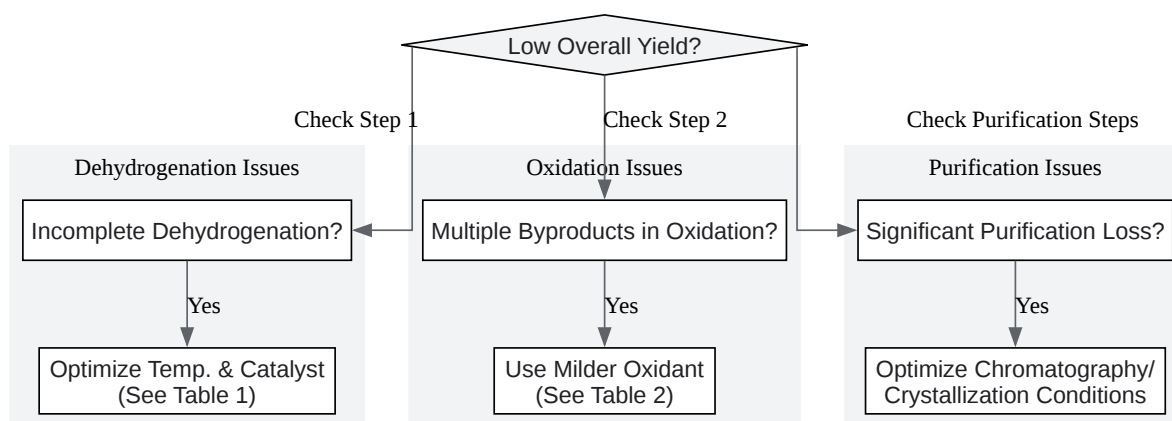 Low Overall Yield?
Check Step 1
Check Step 2
Check Purification Steps
Dehydrogenation Issues
Oxidation Issues
Purification Issues
Incomplete Dehydrogenation?
Multiple Byproducts in Oxidation?
Significant Purification Loss?
Yes
Yes
Yes
Optimize Temp. & Catalyst
(See Table 1)
Use Milder Oxidant
(See Table 2)
Optimize Chromatography/
Crystallization Conditions